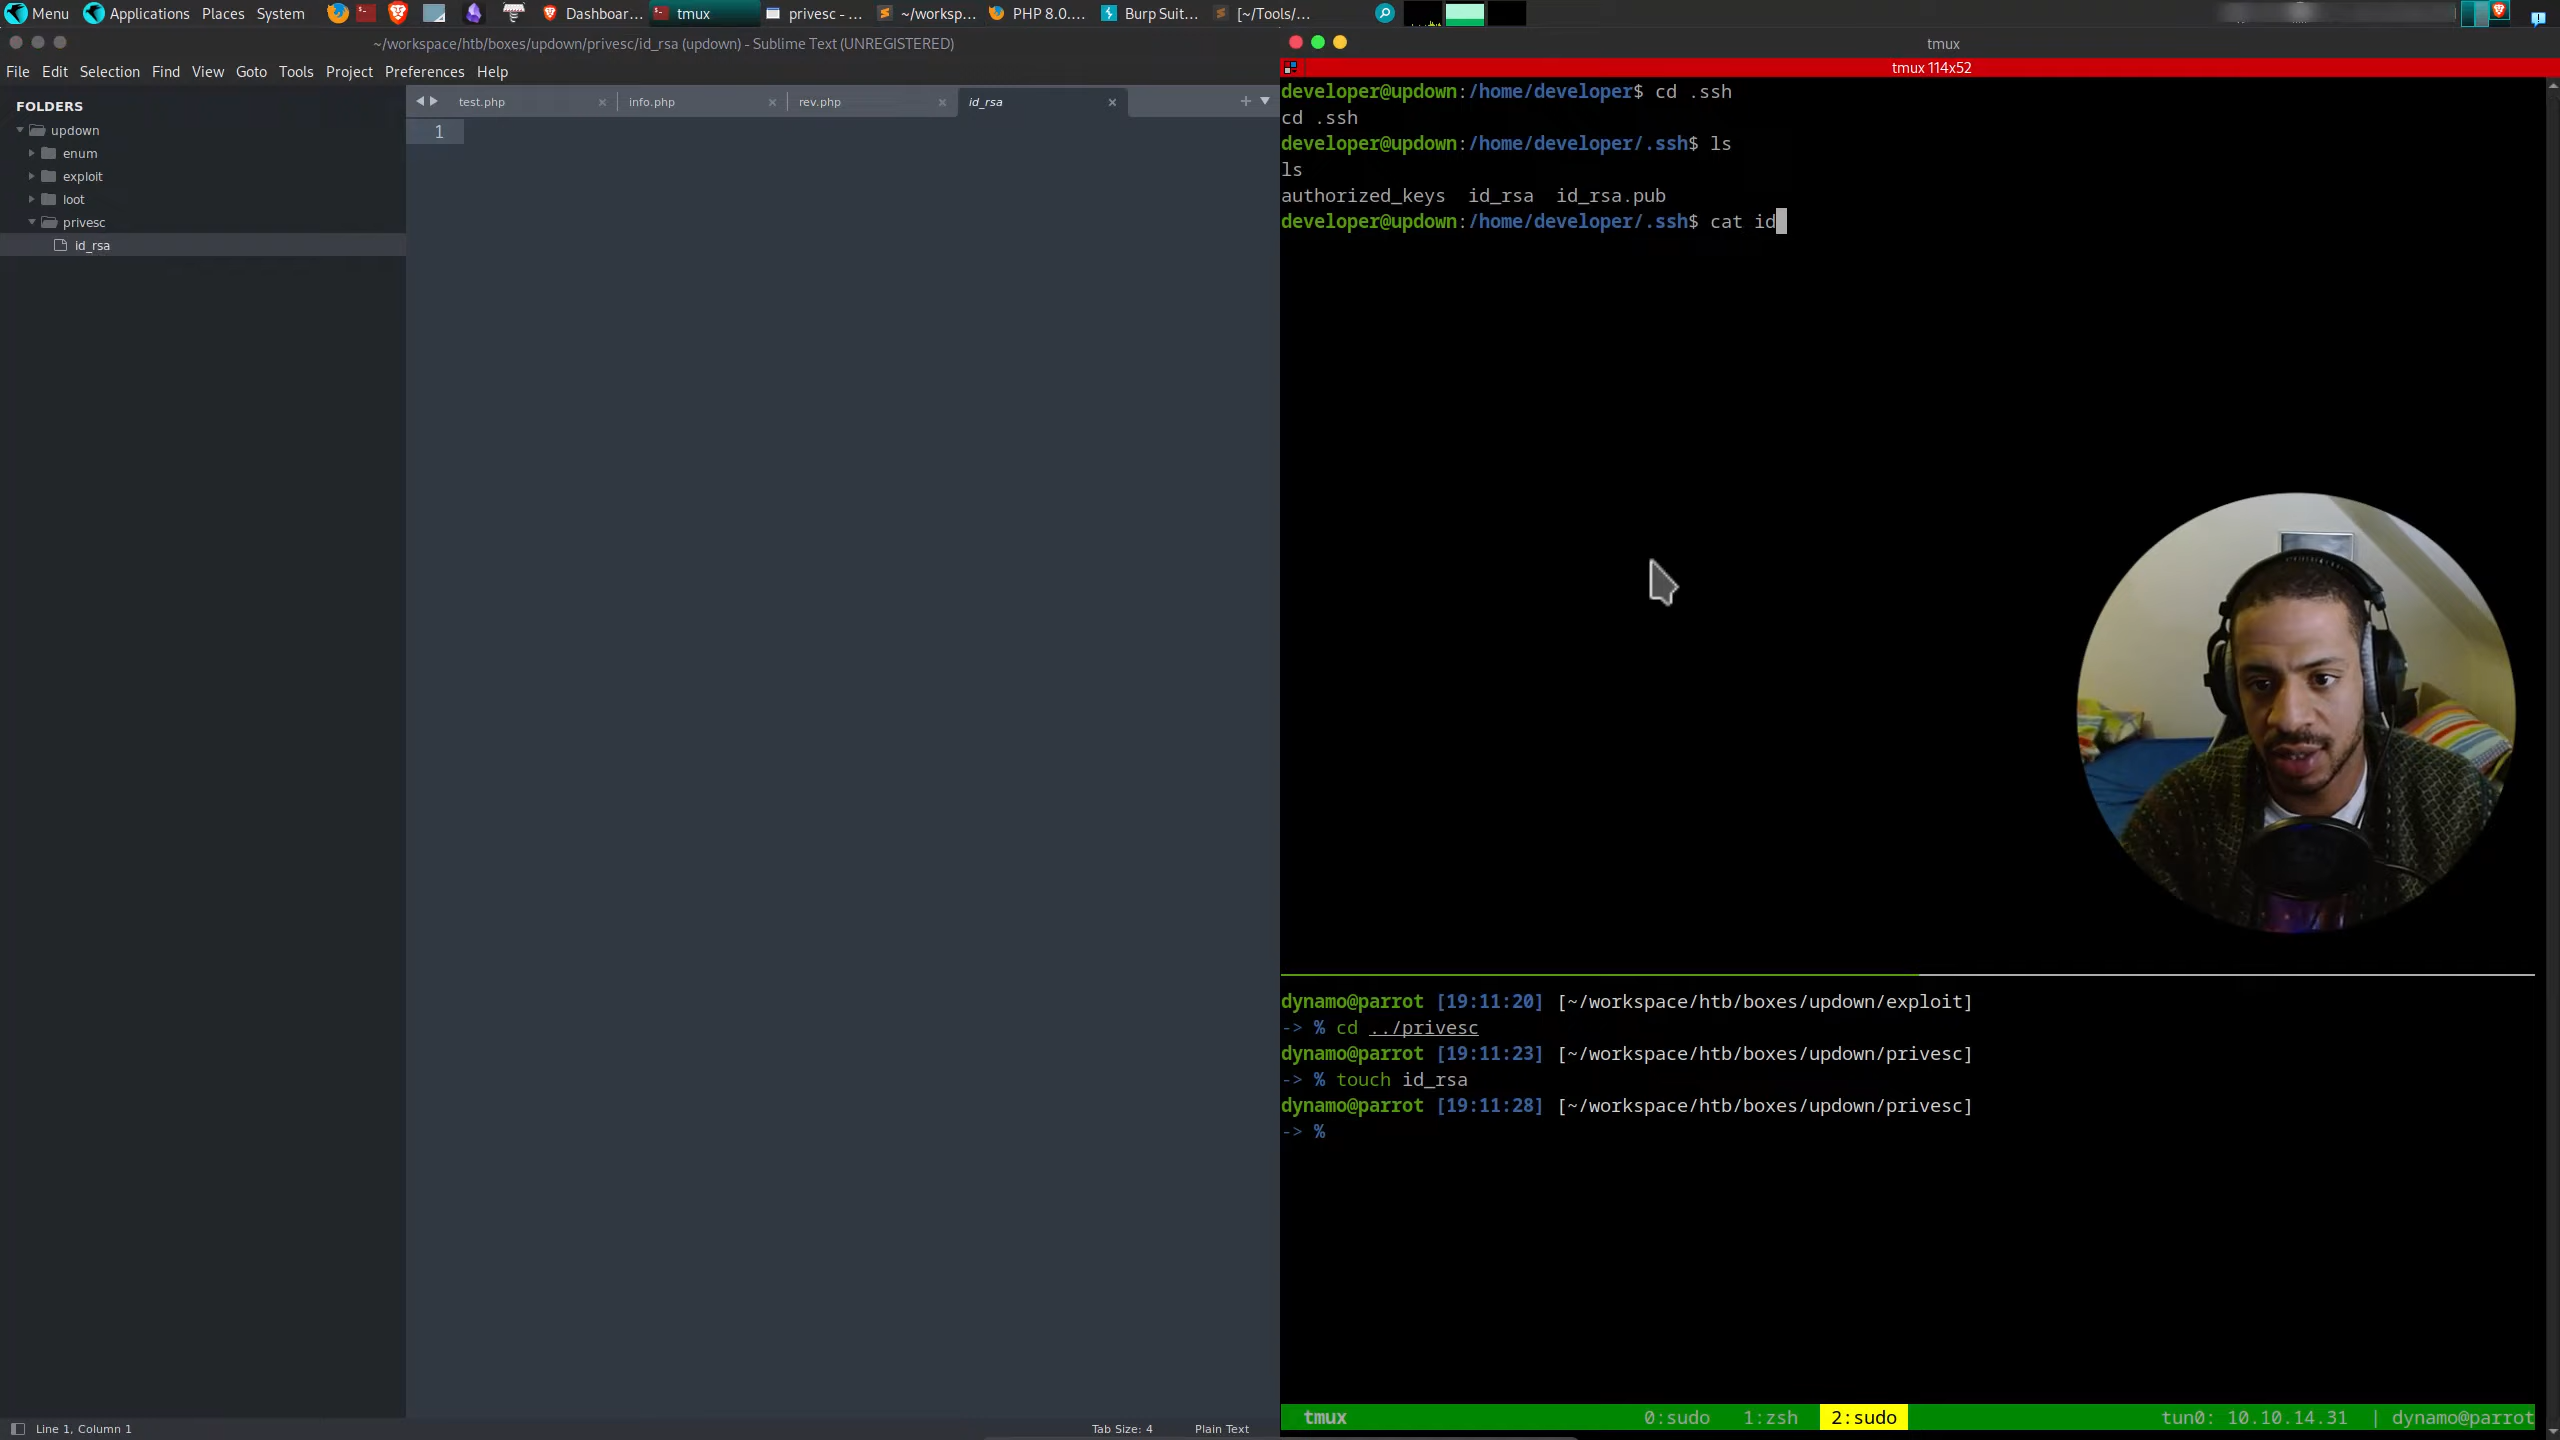 Menu Applications Places System Dashboar... tmux privesc - ... ~/worksp... PHP 8.0.... Burp Suit... [~/Tools/...
~/workspace/htb/boxes/updown/privesc/id_rsa (updown) - Sublime Text (UNREGISTERED)
File Edit Selection Find View Goto Tools Project Preferences Help
FOLDERS
updown
enum
exploit
loot
privesc
id_rsa
test.php info.php rev.php id_rsa
1
Line 1, Column 1 Tab Size: 4 Plain Text
tmux
tmux 114x52
developer@updown:/home/developer$ cd .ssh
cd .ssh
developer@updown:/home/developer/.ssh$ ls
ls
authorized_keys id_rsa id_rsa.pub
developer@updown:/home/developer/.ssh$ cat id
dynamo@parrot [19:11:20] [~/workspace/htb/boxes/updown/exploit]
-> % cd ../privesc
dynamo@parrot [19:11:23] [~/workspace/htb/boxes/updown/privesc]
-> % touch id_rsa
dynamo@parrot [19:11:28] [~/workspace/htb/boxes/updown/privesc]
-> %
tmux 0:sudo 1:zsh 2:sudo tun0: 10.10.14.31 | dynamo@parrot